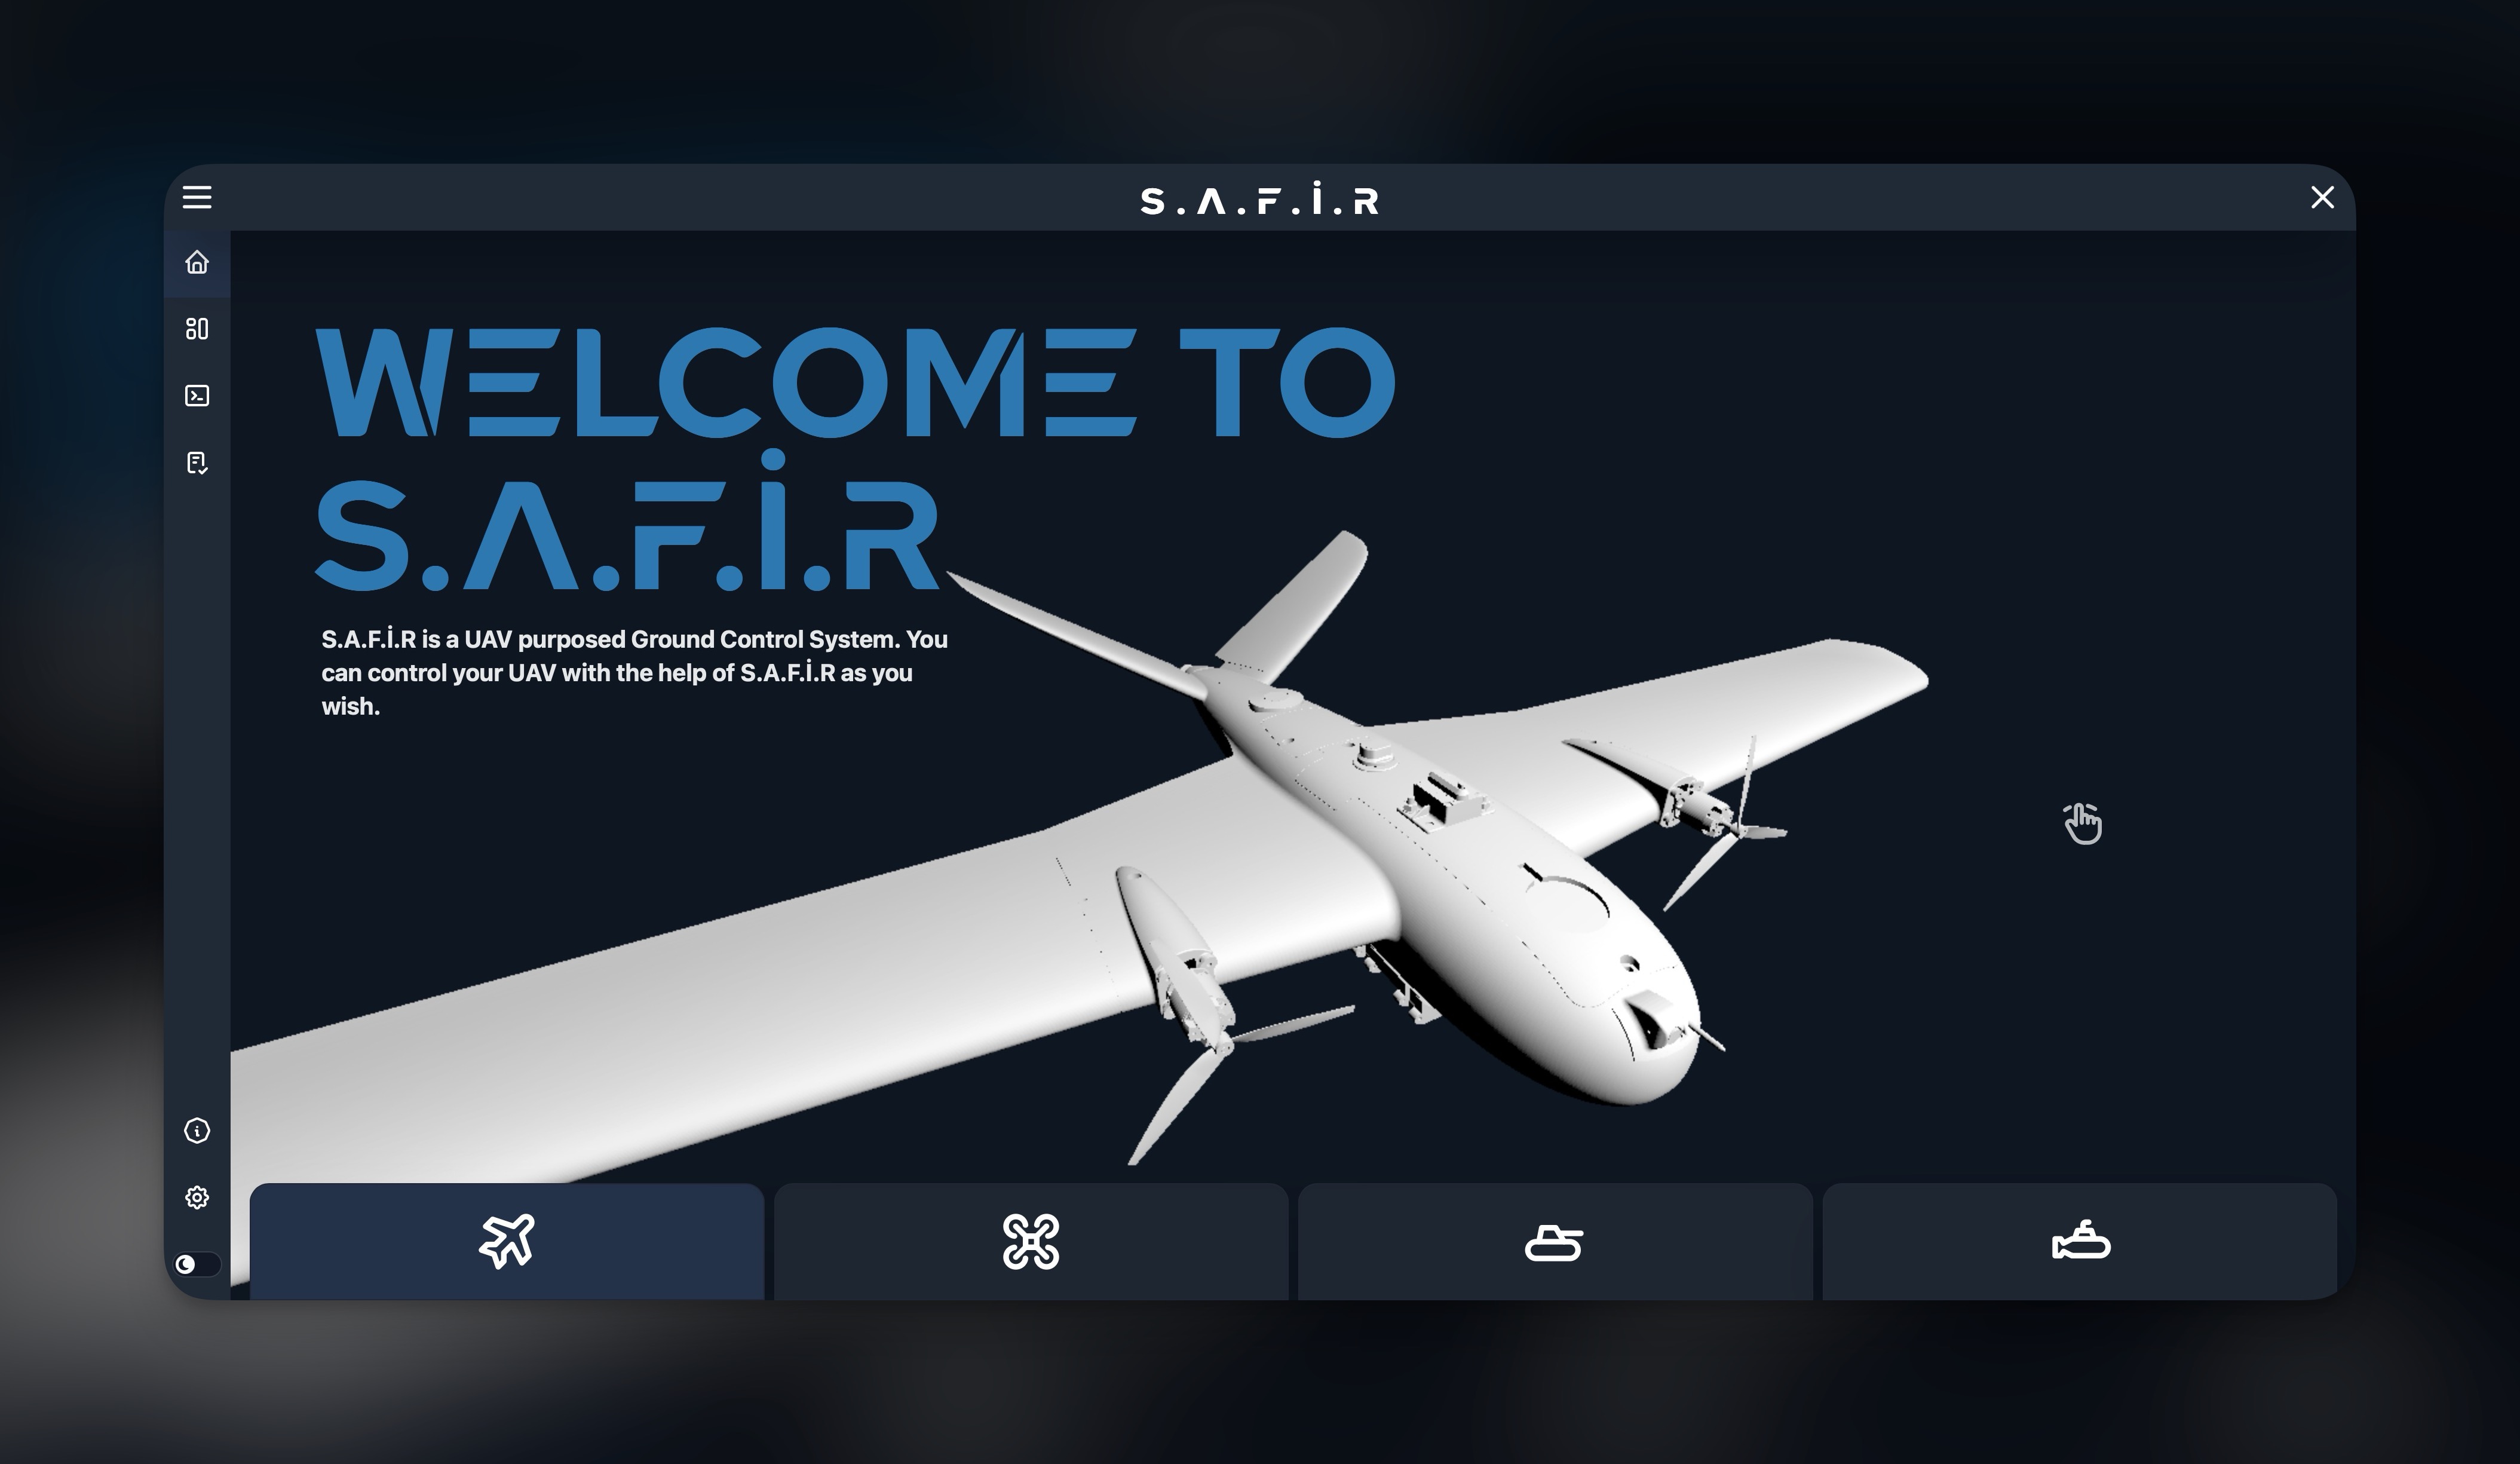 S.A.F.İ.R
WELCOME TO
S.A.F.İ.R
S.A.F.İ.R is a UAV purposed Ground Control System. You
can control your UAV with the help of S.A.F.İ.R as you
wish.